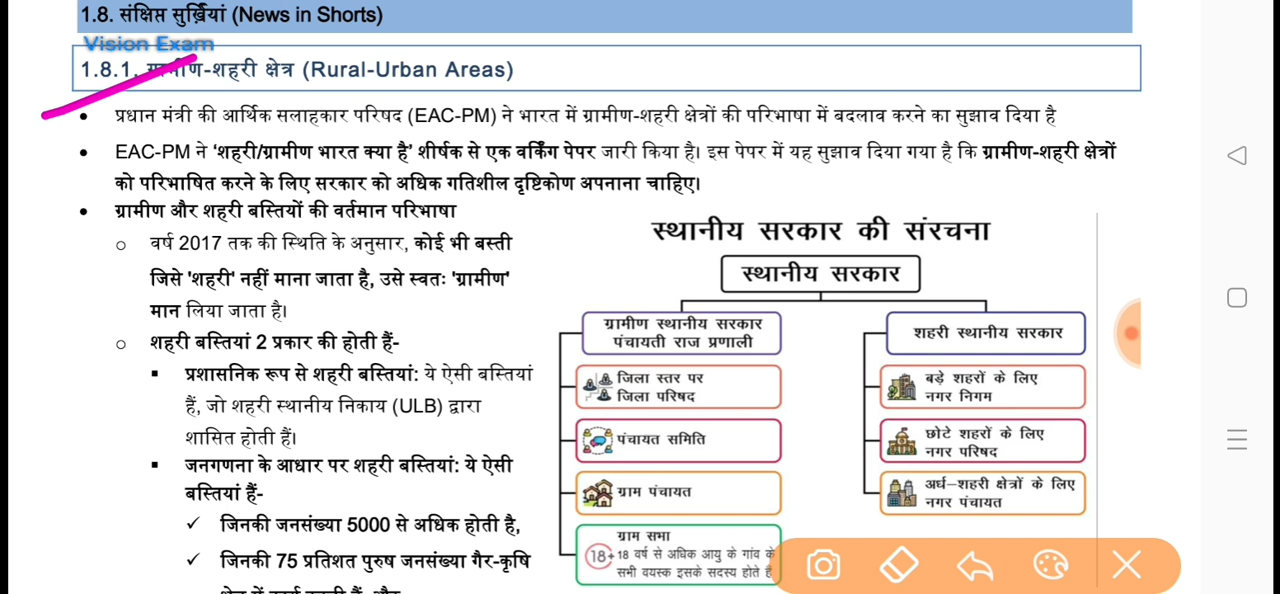 1.8. संक्षिप्त सुर्ख़ियां (News in Shorts)
Vision Exam
1.8.1. ग्रामीण-शहरी क्षेत्र (Rural-Urban Areas)
• प्रधान मंत्री की आर्थिक सलाहकार परिषद (EAC-PM) ने भारत में ग्रामीण-शहरी क्षेत्रों की परिभाषा में बदलाव करने का सुझाव दिया है
• EAC-PM ने 'शहरी/ग्रामीण भारत क्या है' शीर्षक से एक वर्किंग पेपर जारी किया है। इस पेपर में यह सुझाव दिया गया है कि ग्रामीण-शहरी क्षेत्रों
को परिभाषित करने के लिए सरकार को अधिक गतिशील दृष्टिकोण अपनाना चाहिए।
• ग्रामीण और शहरी बस्तियों की वर्तमान परिभाषा
o वर्ष 2017 तक की स्थिति के अनुसार, कोई भी बस्ती
जिसे 'शहरी' नहीं माना जाता है, उसे स्वतः 'ग्रामीण'
मान लिया जाता है।
o शहरी बस्तियां 2 प्रकार की होती हैं-
▪ प्रशासनिक रूप से शहरी बस्तियां: ये ऐसी बस्तियां
हैं, जो शहरी स्थानीय निकाय (ULB) द्वारा
शासित होती हैं।
▪ जनगणना के आधार पर शहरी बस्तियां: ये ऐसी
बस्तियां हैं-
✓ जिनकी जनसंख्या 5000 से अधिक होती है,
✓ जिनकी 75 प्रतिशत पुरुष जनसंख्या गैर-कृषि
स्थानीय सरकार की संरचना
स्थानीय सरकार
ग्रामीण स्थानीय सरकार
पंचायती राज प्रणाली
जिला स्तर पर
जिला परिषद
पंचायत समिति
ग्राम पंचायत
ग्राम सभा
18+ 18 वर्ष से अधिक आयु के गांव के
सभी वयस्क इसके सदस्य होते हैं
शहरी स्थानीय सरकार
बड़े शहरों के लिए
नगर निगम
छोटे शहरों के लिए
नगर परिषद
अर्ध-शहरी क्षेत्रों के लिए
नगर पंचायत